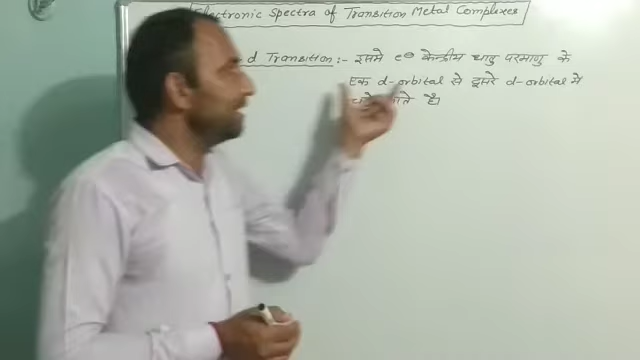 Electronic Spectra of Transition Metal Complexes
d Transition :- इसमे e⊖ केन्द्रीय धातु परमाणु के
एक d-orbital से दूसरे d-orbital मे
जाते है।